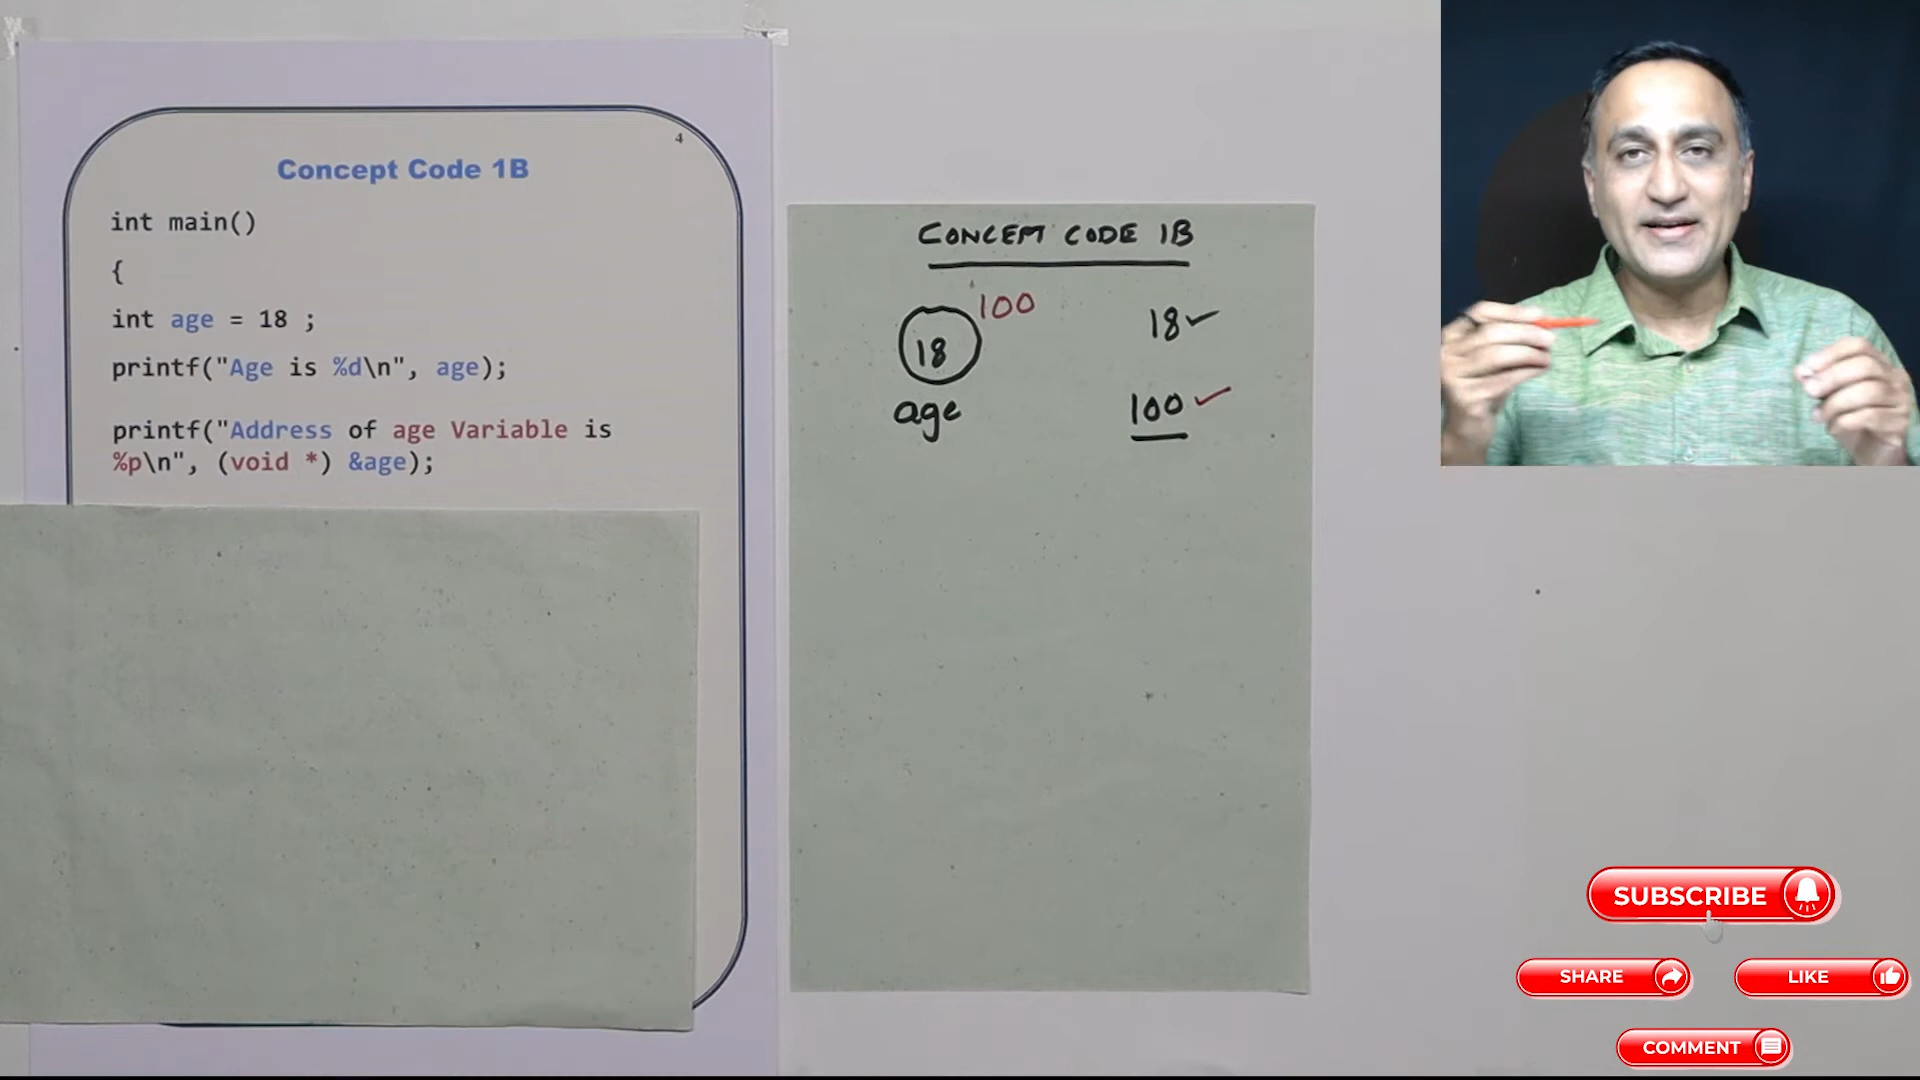 4
Concept Code 1B
int main()
{
int age = 18 ;
printf("Age is %d\n", age);
printf("Address of age Variable is
%p\n", (void *) &age);
CONCEPT CODE 1B
100
18
age
18
100
SUBSCRIBE
SHARE
LIKE
COMMENT